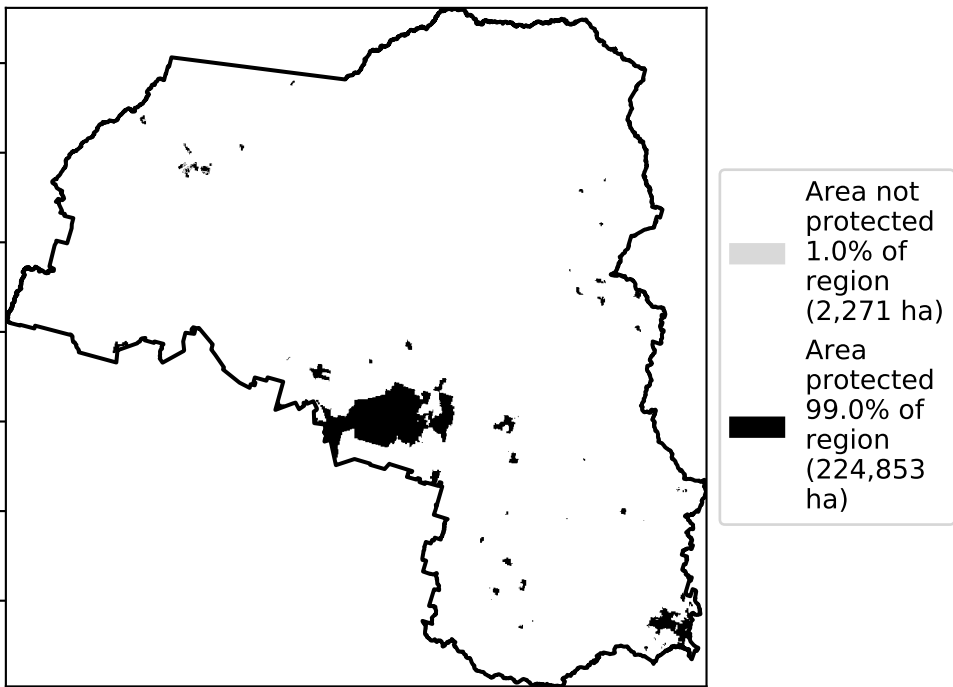 Area not
protected
1.0% of
region
(2,271 ha)
Area
protected
99.0% of
region
(224,853
ha)